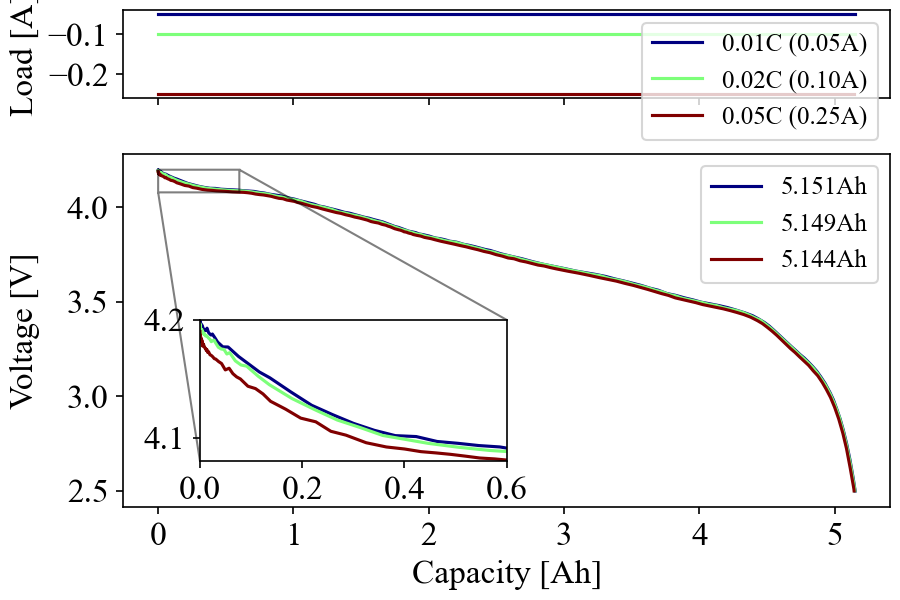 Load [A]
−0.1
−0.2
0.01C (0.05A)
0.02C (0.10A)
0.05C (0.25A)
Voltage [V]
4.0
3.5
3.0
2.5
5.151Ah
5.149Ah
5.144Ah
4.2
4.1
0.0 0.2 0.4 0.6
0 1 2 3 4 5
Capacity [Ah]